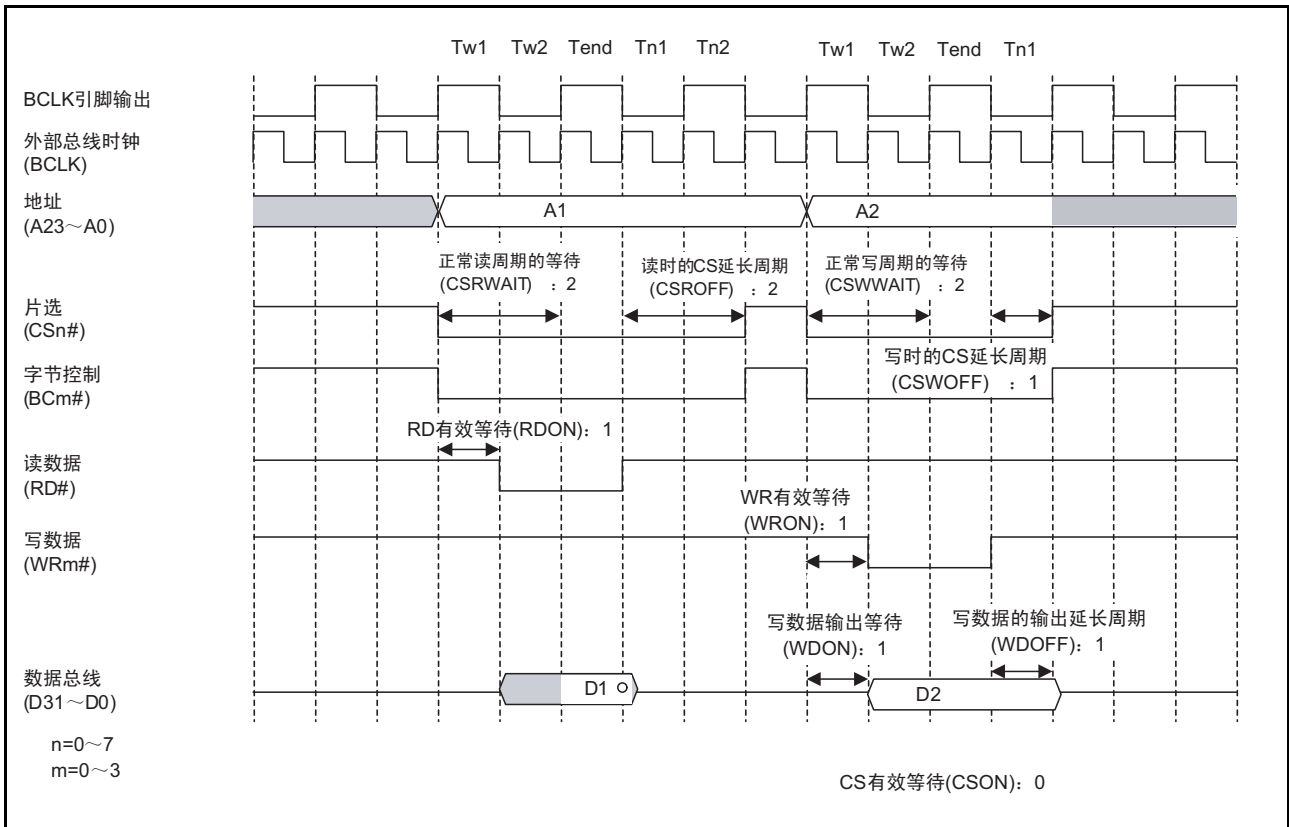 Tw1 Tw2 Tend Tn1 Tn2 Tw1 Tw2 Tend Tn1
BCLK引脚输出
外部总线时钟
(BCLK)
地址
(A23～A0)
A1
A2
正常读周期的等待
(CSRWAIT) ：2
读时的CS延长周期
(CSROFF) ：2
正常写周期的等待
(CSWWAIT) ：2
片选
(CSn#)
写时的CS延长周期
(CSWOFF) ：1
字节控制
(BCm#)
RD有效等待(RDON)：1
读数据
(RD#)
WR有效等待
(WRON)：1
写数据
(WRm#)
写数据输出等待
(WDON)：1
写数据的输出延长周期
(WDOFF)：1
数据总线
(D31～D0)
D1
D2
n=0～7
m=0～3
CS有效等待(CSON)：0